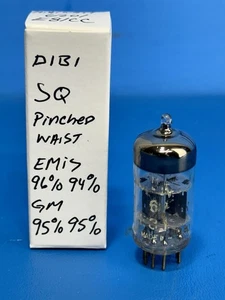 D1B1
SQ
Pinched
WAIST
EMiS
96% 94%
GM
95% 95%